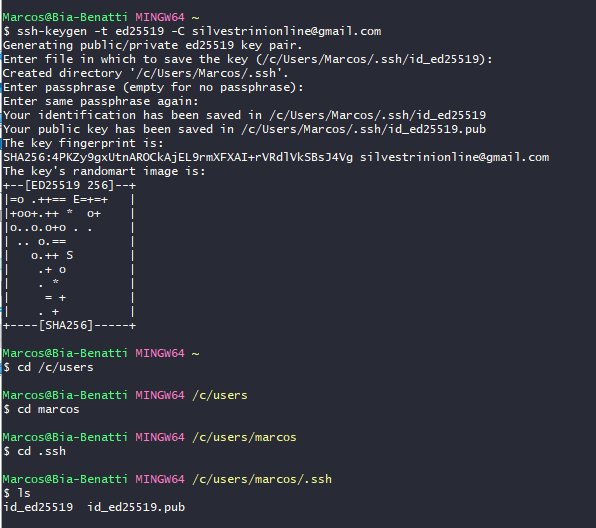 Marcos@Bia-Benatti MINGW64 ~
$ ssh-keygen -t ed25519 -C silvestrinionline@gmail.com
Generating public/private ed25519 key pair.
Enter file in which to save the key (/c/Users/Marcos/.ssh/id_ed25519):
Created directory '/c/Users/Marcos/.ssh'.
Enter passphrase (empty for no passphrase):
Enter same passphrase again:
Your identification has been saved in /c/Users/Marcos/.ssh/id_ed25519
Your public key has been saved in /c/Users/Marcos/.ssh/id_ed25519.pub
The key fingerprint is:
SHA256:4PKZy9gxUtnAROCkAjEL9rmXFXAI+rVRdlVkSBsJ4Vg silvestrinionline@gmail.com
The key's randomart image is:
+--[ED25519 256]--+
|=o .++== E=+=+   |
|+oo+.++ *  o+    |
|o..o.o+o . .     |
| .. o.==         |
|   o.++ S        |
|    .+ o         |
|    . *          |
|     = +         |
|    . +          |
+----[SHA256]-----+
Marcos@Bia-Benatti MINGW64 ~
$ cd /c/users
Marcos@Bia-Benatti MINGW64 /c/users
$ cd marcos
Marcos@Bia-Benatti MINGW64 /c/users/marcos
$ cd .ssh
Marcos@Bia-Benatti MINGW64 /c/users/marcos/.ssh
$ ls
id_ed25519  id_ed25519.pub